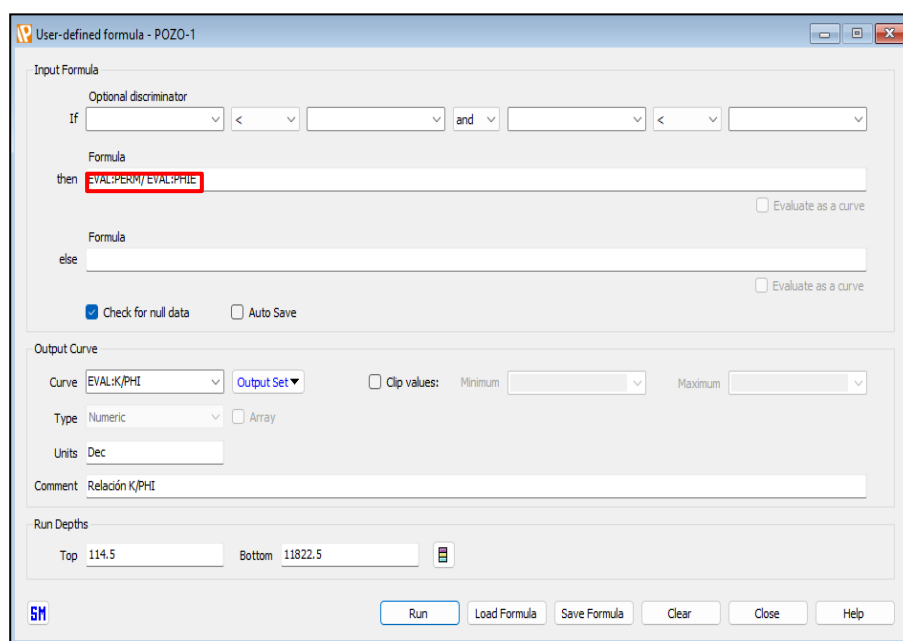 User-defined formula - POZO-1
Input Formula
Optional discriminator
If < and <
Formula
then EVAL:PERM/ EVAL:PHIE
Evaluate as a curve
Formula
else
Evaluate as a curve
Check for null data Auto Save
Output Curve
Curve EVAL:K/PHI Output Set Clip values: Minimum Maximum
Type Numeric Array
Units Dec
Comment Relación K/PHI
Run Depths
Top 114.5 Bottom 11822.5
SM Run Load Formula Save Formula Clear Close Help